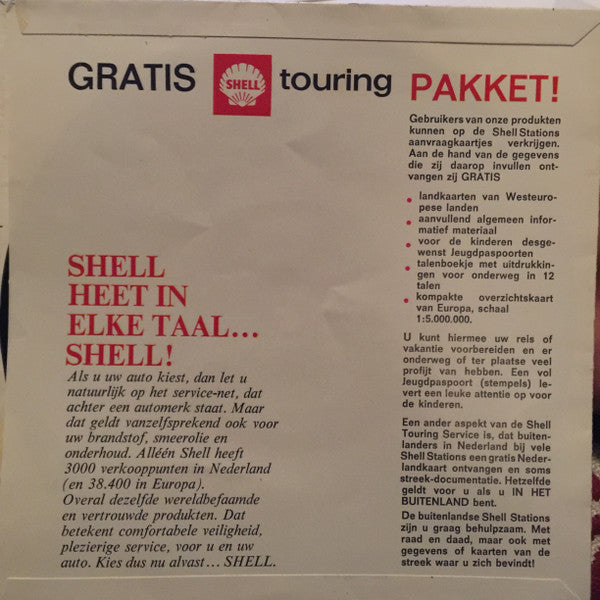 GRATIS SHELL touring PAKKET!
SHELL
HEET IN
ELKE TAAL...
SHELL!
Als u uw auto kiest, dan let u
natuurlijk op het service-net, dat
achter een automerk staat. Maar
dat geldt vanzelfsprekend ook voor
uw brandstof, smeerolie en
onderhoud. Alléén Shell heeft
3000 verkooppunten in Nederland
(en 38.400 in Europa).
Overal dezelfde wereldbefaamde
en vertrouwde produkten. Dat
betekent comfortabele veiligheid,
plezierige service, voor u en uw
auto. Kies dus nu alvast... SHELL.
Gebruikers van onze produkten
kunnen op de Shell Stations
aanvraagkaartjes verkrijgen.
Aan de hand van de gegevens
die zij daarop invullen ont-
vangen zij GRATIS
• landkaarten van Westeuro-
pese landen
• aanvullend algemeen infor-
matief materiaal
• voor de kinderen desge-
wenst Jeugdpaspoorten
• talenboekje met uitdrukkin-
gen voor onderweg in 12
talen
• kompakte overzichtskaart
van Europa, schaal
1:5.000.000.
U kunt hiermee uw reis of
vakantie voorbereiden en er
onderweg of ter plaatse veel
profijt van hebben. Een vol
Jeugdpaspoort (stempels) le-
vert een leuke attentie op voor
de kinderen.
Een ander aspekt van de Shell
Touring Service is, dat buiten-
landers in Nederland bij vele
Shell Stations een gratis Neder-
landkaart ontvangen en soms
streek-documentatie. Hetzelfde
geldt voor u als u IN HET
BUITENLAND bent.
De buitenlandse Shell Stations
zijn u graag behulpzaam. Met
raad en daad, maar ook met
gegevens of kaarten van de
streek waar u zich bevindt!